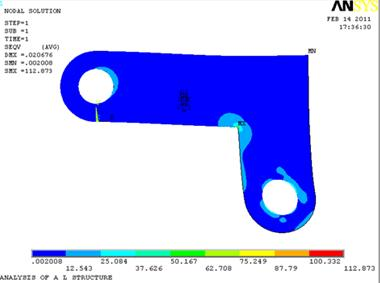 NODAL SOLUTION
ANSYS
STEP=1
FEB 14 2011
SUB =1
17:36:30
TIME=1
SEQV (AVG)
DMX =.020676
SMN =.002008
SMX =112.873
MN
.002008 25.084 50.167 75.249 100.332
12.543 37.626 62.708 87.79 112.873
ANALYSIS OF A L STRUCTURE